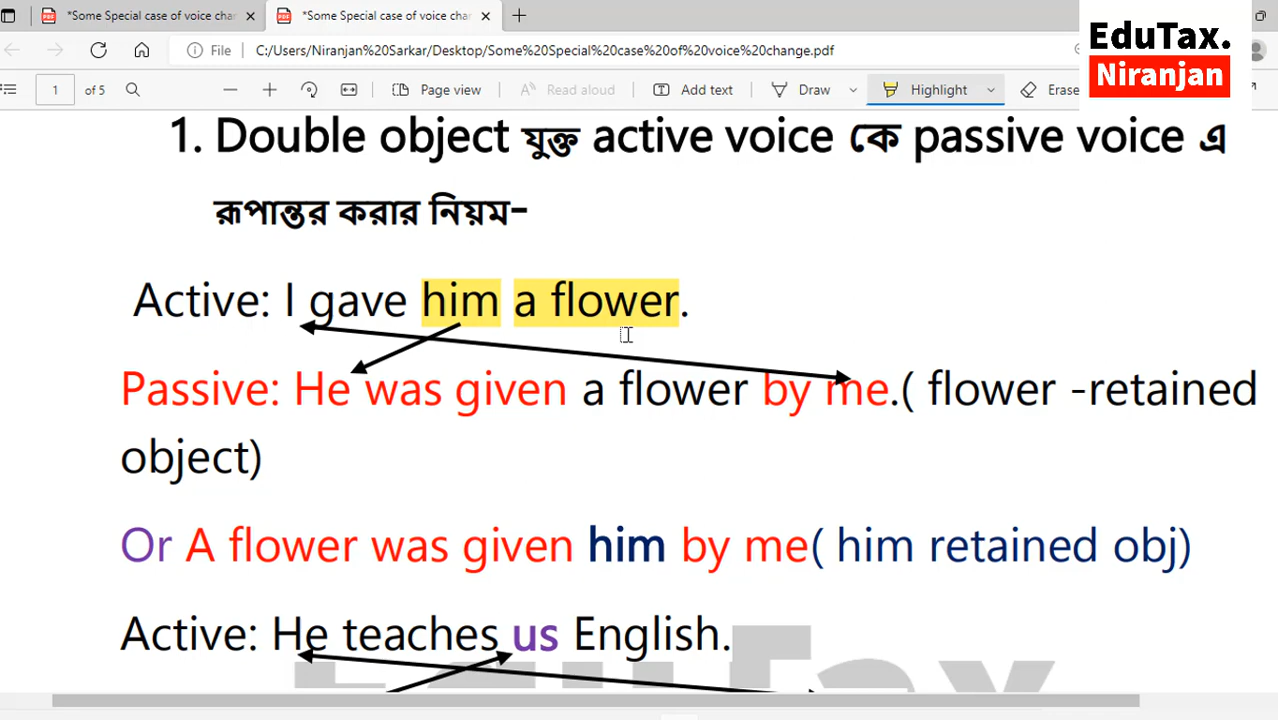 *Some Special case of voice cha
*Some Special case of voice char
EduTax.
Niranjan
File C:/Users/Niranjan%20Sarkar/Desktop/Some%20Special%20case%20of%20voice%20change.pdf
1 of 5 Page view Read aloud Add text Draw Highlight Erase
1. Double object যুক্ত active voice কে passive voice এ
রূপান্তর করার নিয়ম-
Active: I gave him a flower.
Passive: He was given a flower by me.( flower -retained
object)
Or A flower was given him by me( him retained obj)
Active: He teaches us English.
EduTax